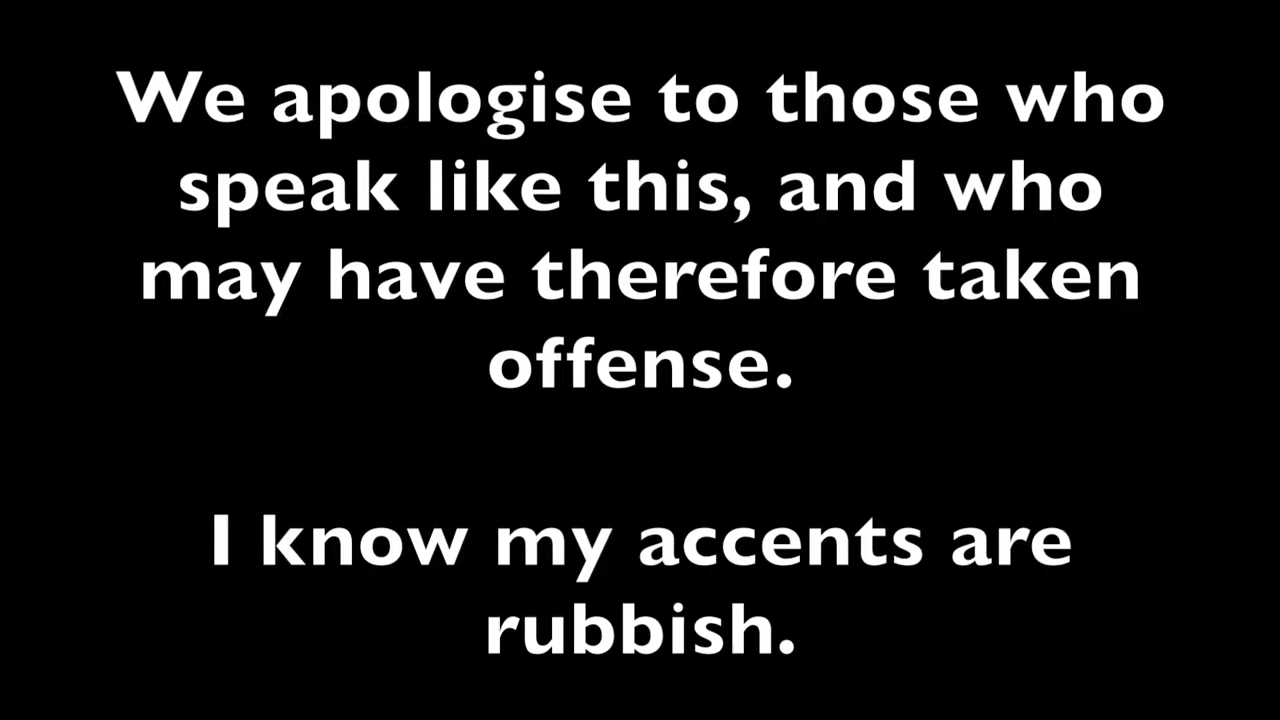 We apologise to those who
speak like this, and who
may have therefore taken
offense.
I know my accents are
rubbish.